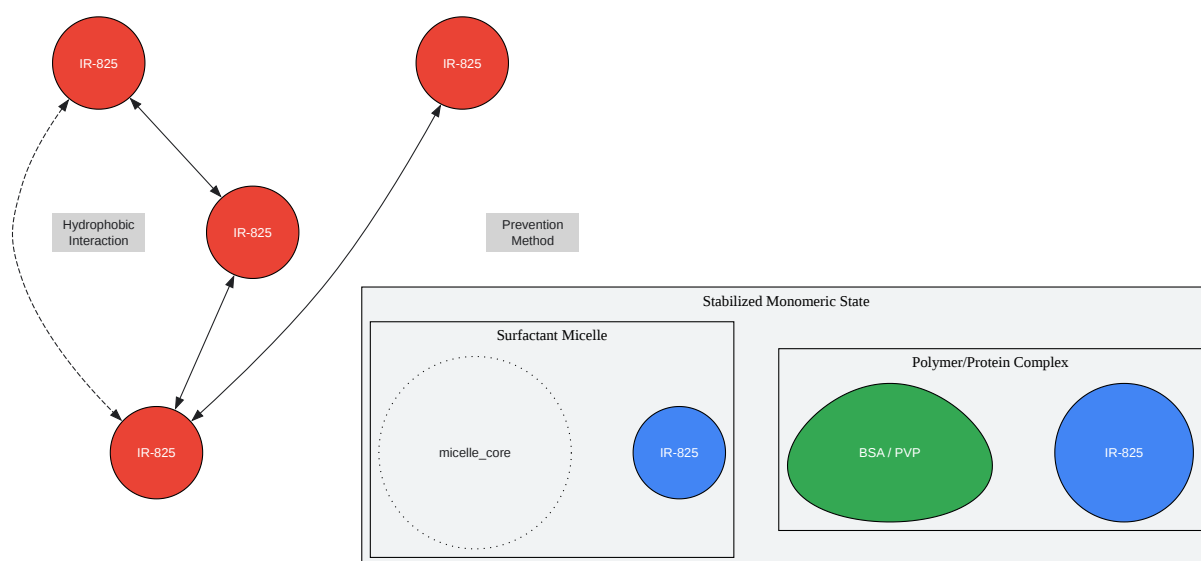 IR-825
IR-825
IR-825
Hydrophobic
Interaction
Prevention
Method
Stabilized Monomeric State
Surfactant Micelle
Polymer/Protein Complex
IR-825
micelle_core
IR-825
BSA / PVP
IR-825